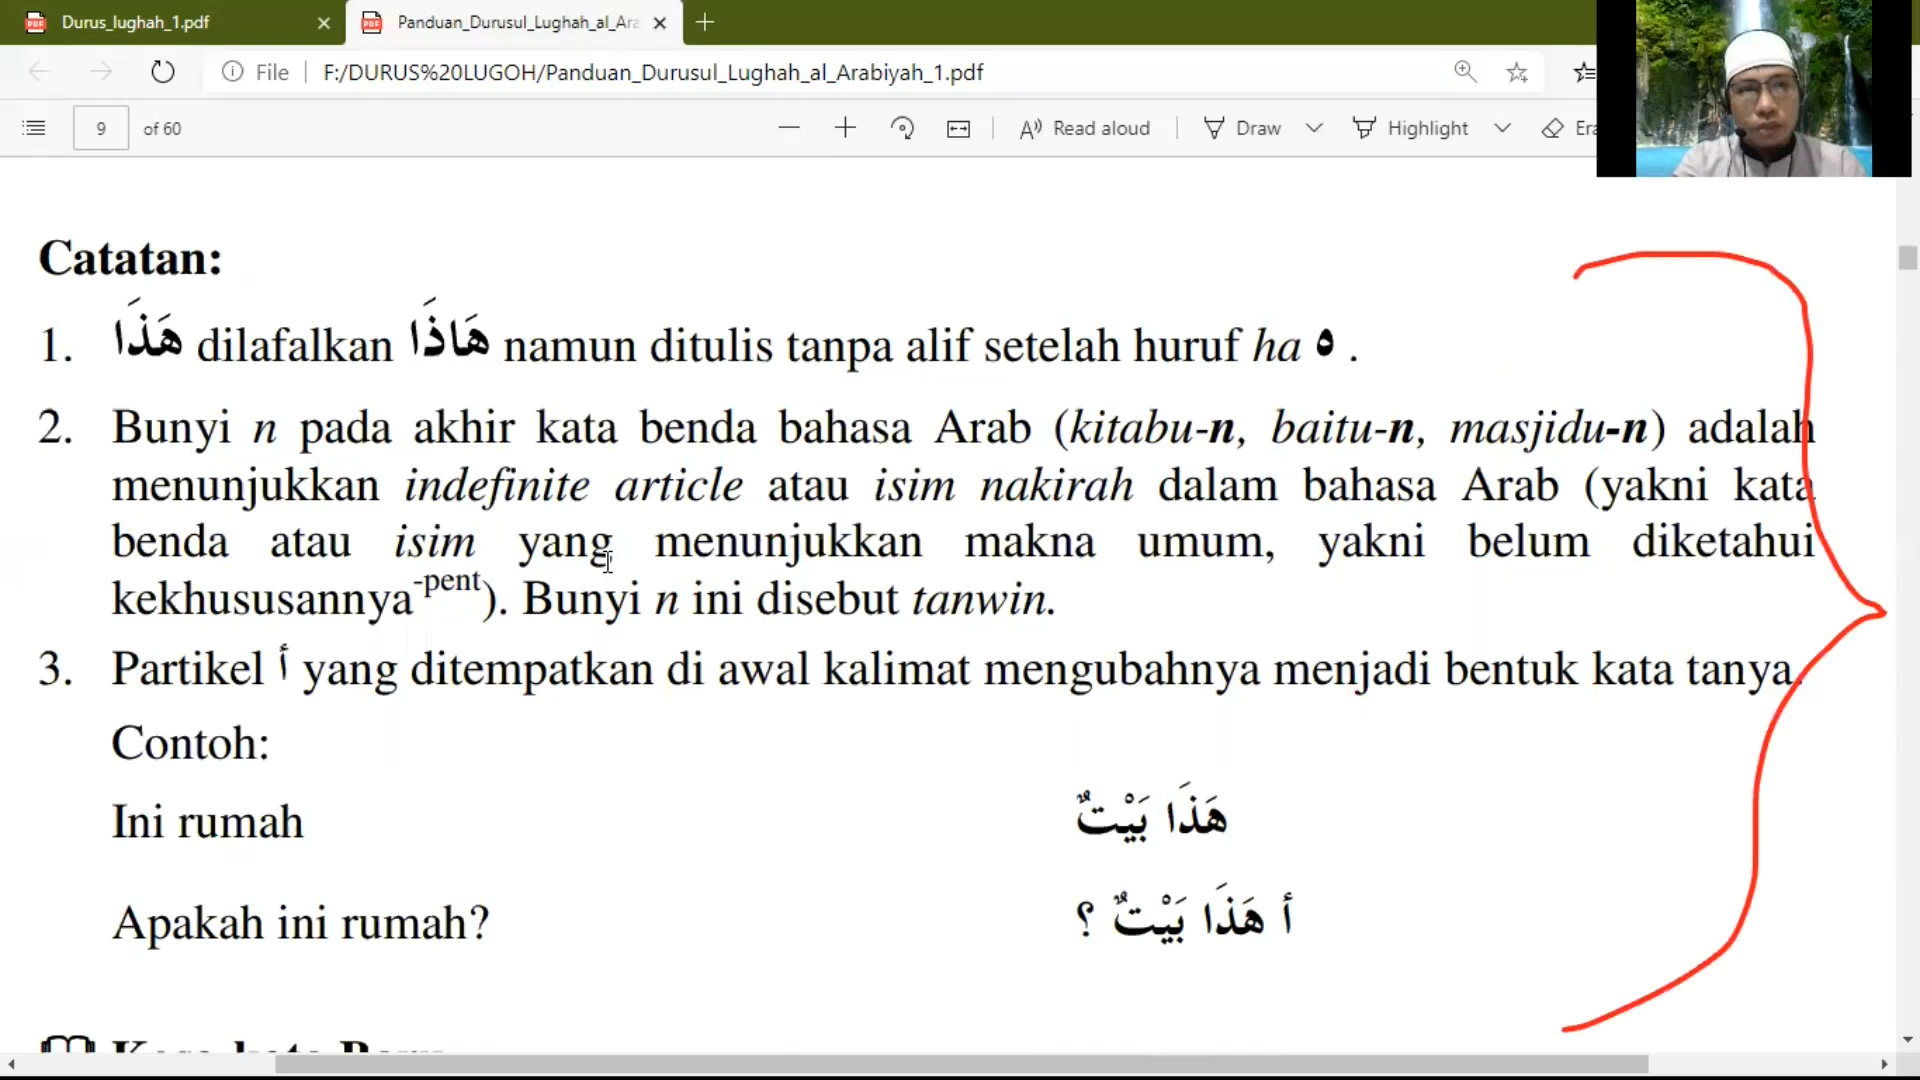 Durus_lughah_1.pdf
Panduan_Durusul_Lughah_al_Ara
File
F:/DURUS%20LUGOH/Panduan_Durusul_Lughah_al_Arabiyah_1.pdf
9 of 60
Read aloud
Draw
Highlight
Era
Catatan:
1. هَذَا dilafalkan هَاذَا namun ditulis tanpa alif setelah huruf ha ه .
2. Bunyi n pada akhir kata benda bahasa Arab (kitabu-n, baitu-n, masjidu-n) adalah
menunjukkan indefinite article atau isim nakirah dalam bahasa Arab (yakni kata
benda atau isim yang menunjukkan makna umum, yakni belum diketahui
kekhususannya-pent). Bunyi n ini disebut tanwin.
3. Partikel أ yang ditempatkan di awal kalimat mengubahnya menjadi bentuk kata tanya.
Contoh:
Ini rumah هَذَا بَيْتٌ
Apakah ini rumah? أ هَذَا بَيْتٌ ؟